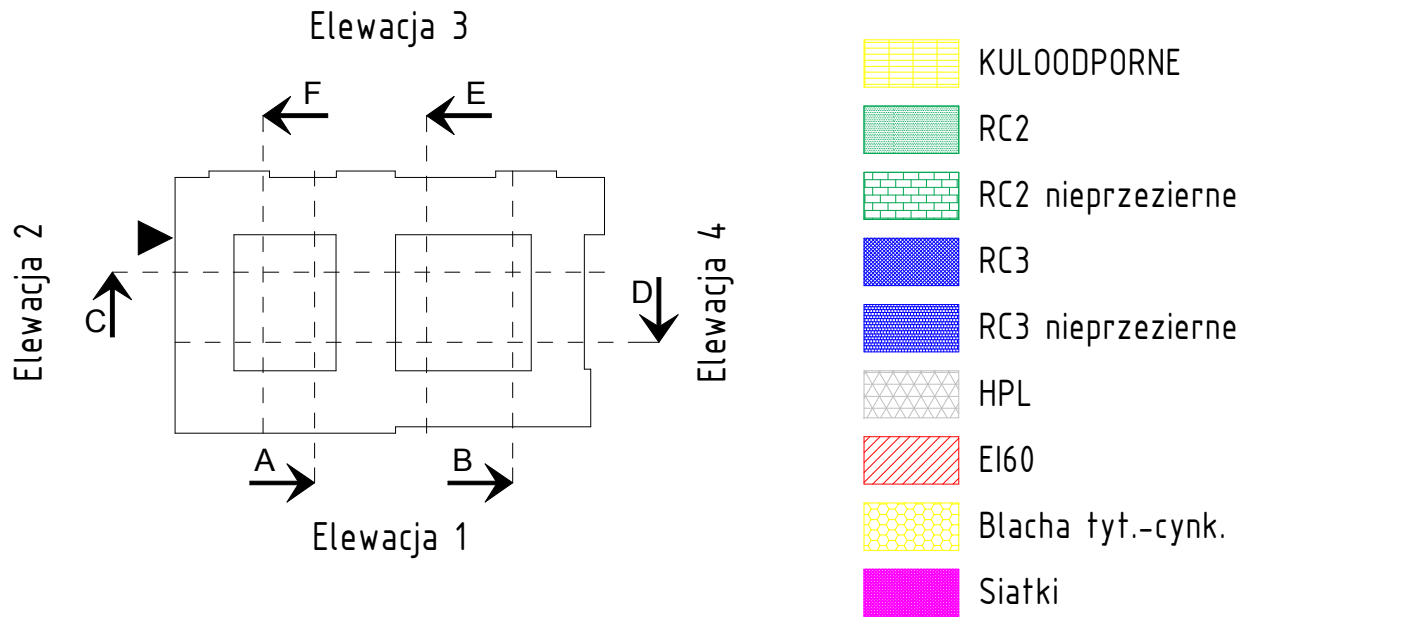 Elewacja 3
F
E
Elewacja 2
C
D
Elewacja 4
A
B
Elewacja 1
KULOODPORNE
RC2
RC2 nieprzezierne
RC3
RC3 nieprzezierne
HPL
EI60
Blacha tyt.-cynk.
Siatki